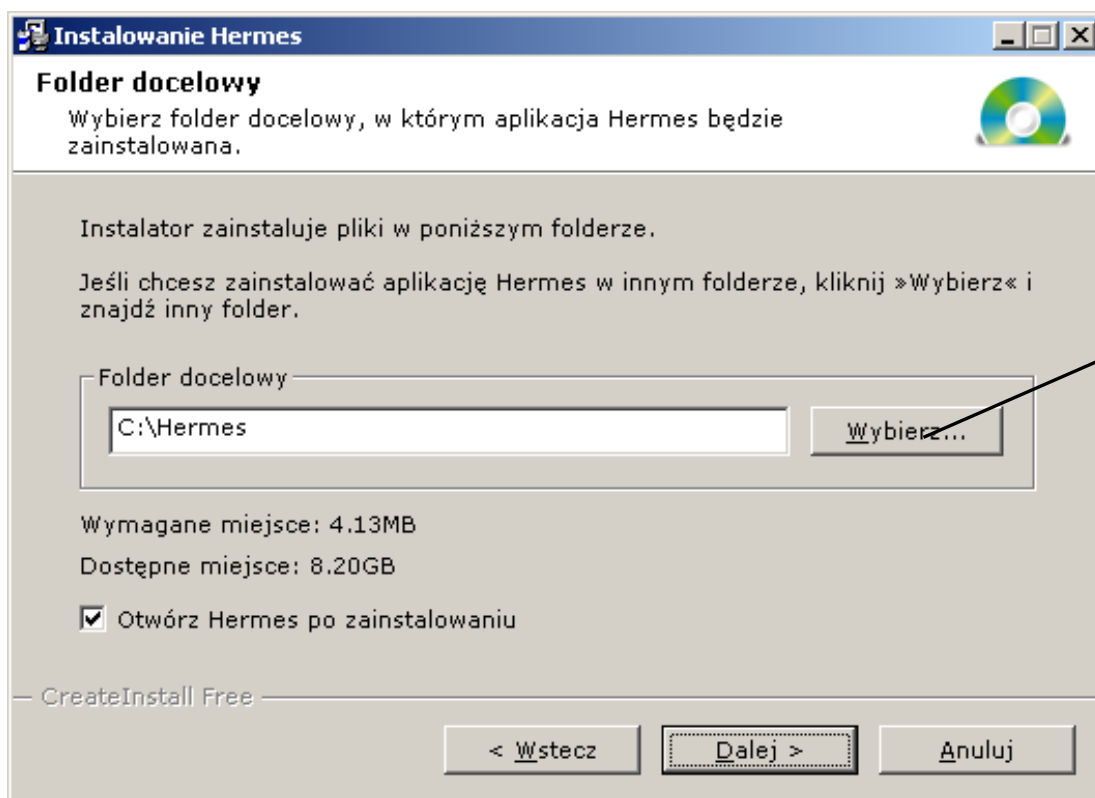 Instalowanie Hermes
Folder docelowy
Wybierz folder docelowy, w którym aplikacja Hermes będzie
zainstalowana.
Instalator zainstaluje pliki w poniższym folderze.
Jeśli chcesz zainstalować aplikację Hermes w innym folderze, kliknij »Wybierz« i
znajdź inny folder.
Folder docelowy
C:\Hermes
Wybierz...
Wymagane miejsce: 4.13MB
Dostępne miejsce: 8.20GB
Otwórz Hermes po zainstalowaniu
CreateInstall Free
< Wstecz
Dalej >
Anuluj